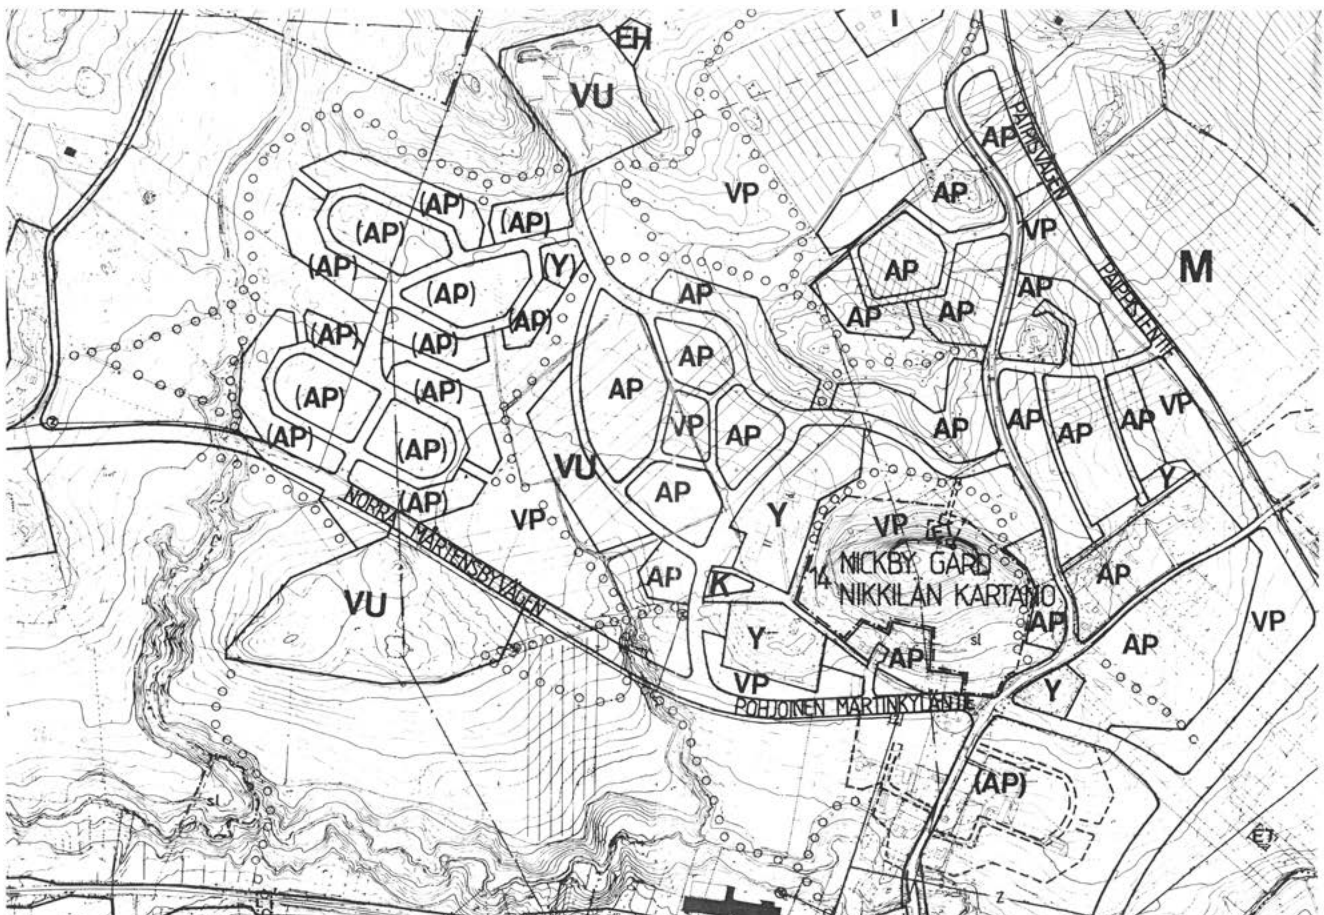 T
EH
VU
AP
PAIPISVÄGEN
VP
AP
(AP)
(AP)
(AP)
VP
(Y)
AP
M
(AP)
(AP)
AP
AP
PAIPPISTENTIE
AP
AP
AP
(AP)
(AP)
(AP)
AP
(AP)
AP
VP
(AP)
(AP)
AP
VP
AP
AP
AP
AP
(AP)
(AP)
VU
AP
Y
(AP)
NORRA MÅRTENSBYVÄGEN
VP
Y
VP
(ET)
NICKBY GÅRD
NIKKILÄN KARTANO
14
AP
K
AP
VU
Y
AP
sl
AP
AP
VP
VP
Y
POHJOINEN MARTINKYLÄNTIE
(AP)
sl
ET
Z